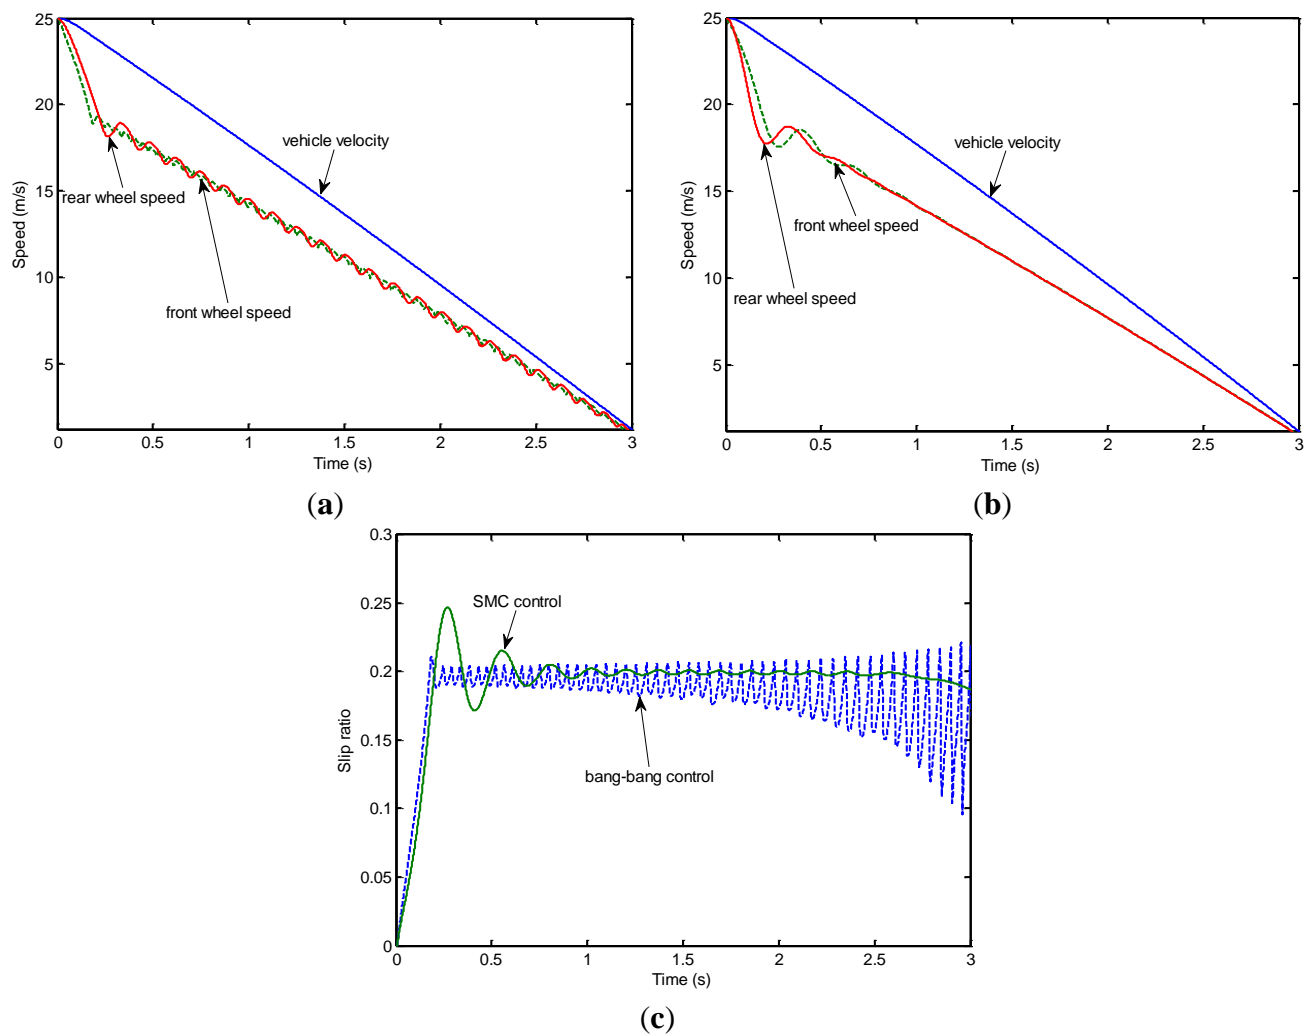 25
20
15
10
5
Speed (m/s)
vehicle velocity
rear wheel speed
front wheel speed
0 0.5 1 1.5 2 2.5 3
Time (s)
(a)
25
20
15
10
5
Speed (m/s)
vehicle velocity
front wheel speed
rear wheel speed
0 0.5 1 1.5 2 2.5 3
Time (s)
(b)
0.3
0.25
0.2
0.15
0.1
0.05
0
Slip ratio
SMC control
bang-bang control
0 0.5 1 1.5 2 2.5 3
Time (s)
(c)